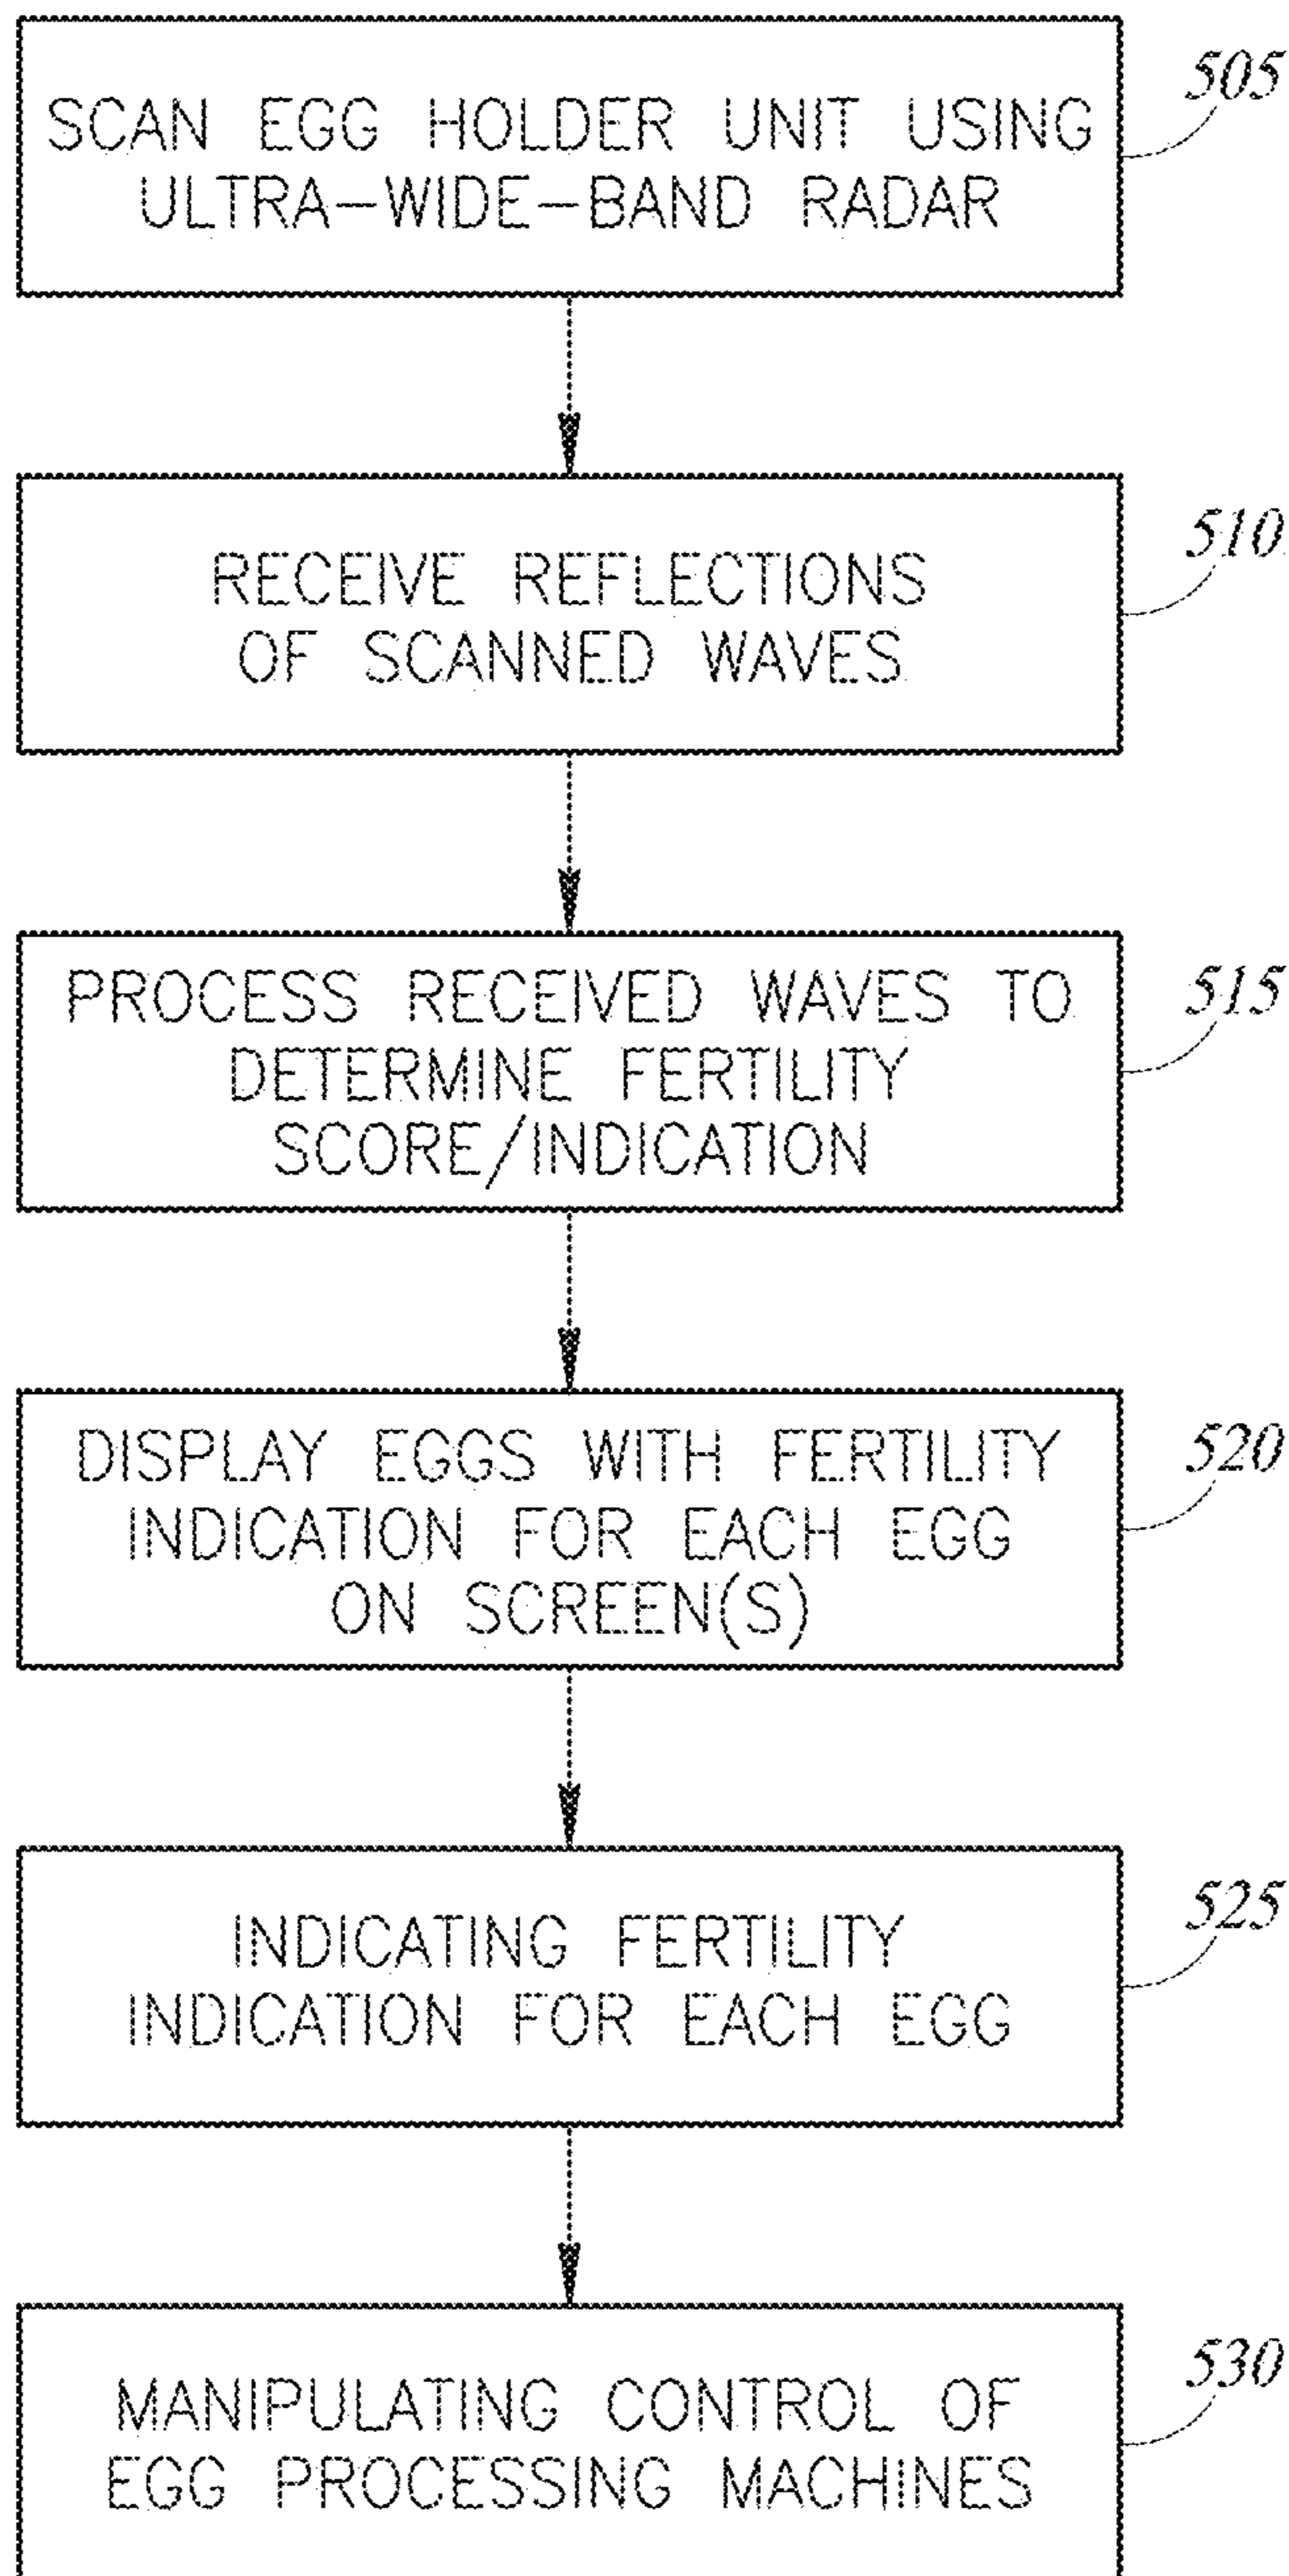 SCAN EGG HOLDER UNIT USING
ULTRA-WIDE-BAND RADAR
505
RECEIVE REFLECTIONS
OF SCANNED WAVES
510
PROCESS RECEIVED WAVES TO
DETERMINE FERTILITY
SCORE/INDICATION
515
DISPLAY EGGS WITH FERTILITY
INDICATION FOR EACH EGG
ON SCREEN(S)
520
INDICATING FERTILITY
INDICATION FOR EACH EGG
525
MANIPULATING CONTROL OF
EGG PROCESSING MACHINES
530